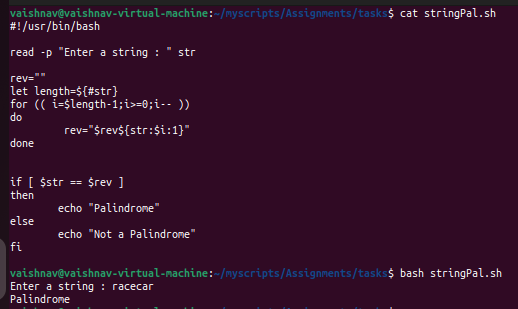 vaishnav@vaishnav-virtual-machine:~/myscripts/Assignments/tasks$ cat stringPal.sh
#!/usr/bin/bash
read -p "Enter a string : " str
rev=""
let length=${#str}
for (( i=$length-1;i>=0;i-- ))
do
rev="$rev${str:$i:1}"
done
if [ $str == $rev ]
then
echo "Palindrome"
else
echo "Not a Palindrome"
fi
vaishnav@vaishnav-virtual-machine:~/myscripts/Assignments/tasks$ bash stringPal.sh
Enter a string : racecar
Palindrome